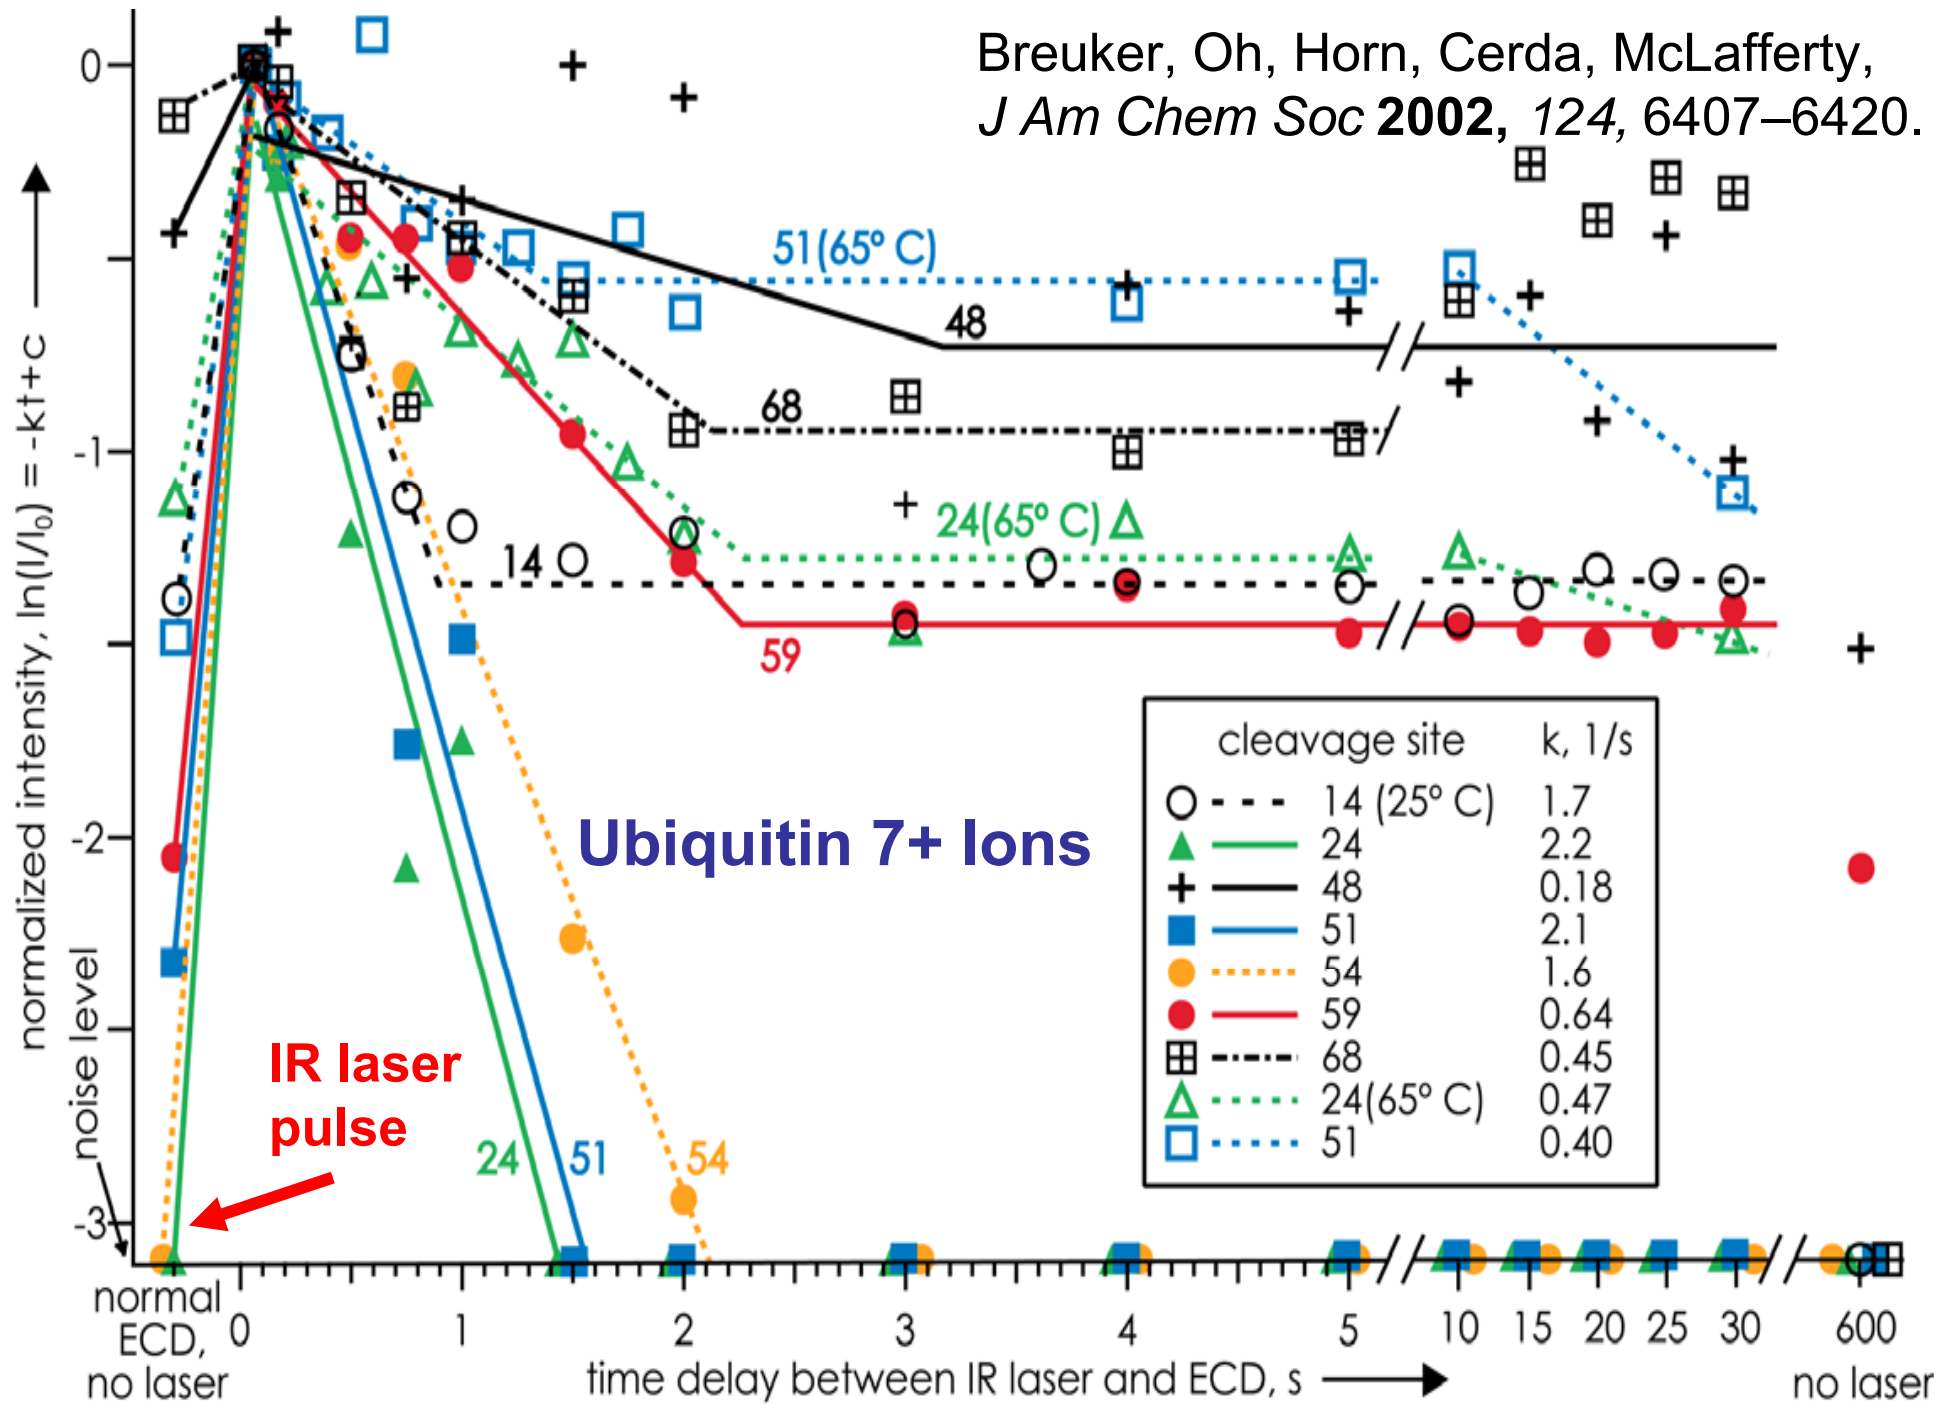 Breuker, Oh, Horn, Cerda, McLafferty,
J Am Chem Soc 2002, 124, 6407–6420.
normalized intensity, ln(I/I₀) = -kt+c
0
-1
-2
-3
noise level
51(65º C)
48
68
24(65º C)
14
59
Ubiquitin 7+ Ions
IR laser
pulse
24
51
54
cleavage site k, 1/s
14 (25º C) 1.7
24 2.2
48 0.18
51 2.1
54 1.6
59 0.64
68 0.45
24(65º C) 0.47
51 0.40
normal
ECD,
no laser
0 1 2 3 4 5 10 15 20 25 30 600
no laser
time delay between IR laser and ECD, s